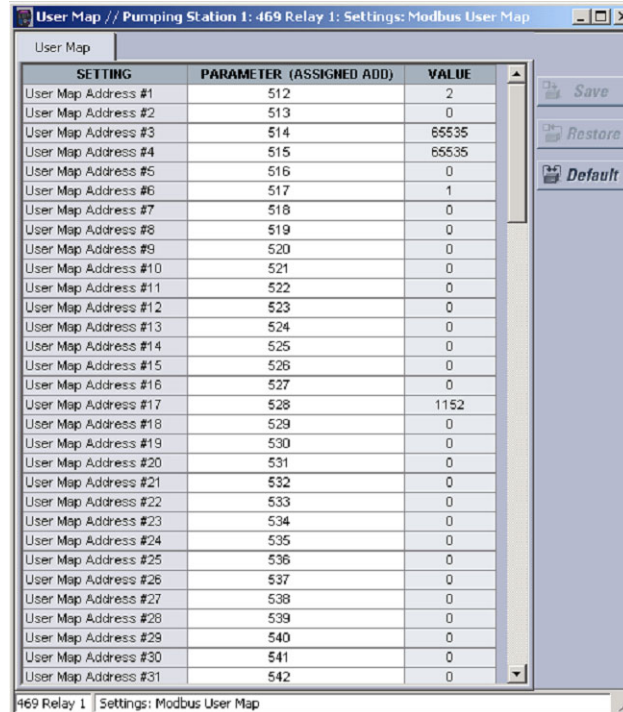 User Map // Pumping Station 1: 469 Relay 1: Settings: Modbus User Map
User Map
SETTING PARAMETER (ASSIGNED ADD) VALUE
User Map Address #1 512 2
User Map Address #2 513 0
User Map Address #3 514 65535
User Map Address #4 515 65535
User Map Address #5 516 0
User Map Address #6 517 1
User Map Address #7 518 0
User Map Address #8 519 0
User Map Address #9 520 0
User Map Address #10 521 0
User Map Address #11 522 0
User Map Address #12 523 0
User Map Address #13 524 0
User Map Address #14 525 0
User Map Address #15 526 0
User Map Address #16 527 0
User Map Address #17 528 1152
User Map Address #18 529 0
User Map Address #19 530 0
User Map Address #20 531 0
User Map Address #21 532 0
User Map Address #22 533 0
User Map Address #23 534 0
User Map Address #24 535 0
User Map Address #25 536 0
User Map Address #26 537 0
User Map Address #27 538 0
User Map Address #28 539 0
User Map Address #29 540 0
User Map Address #30 541 0
User Map Address #31 542 0
Save
Restore
Default
469 Relay 1 Settings: Modbus User Map